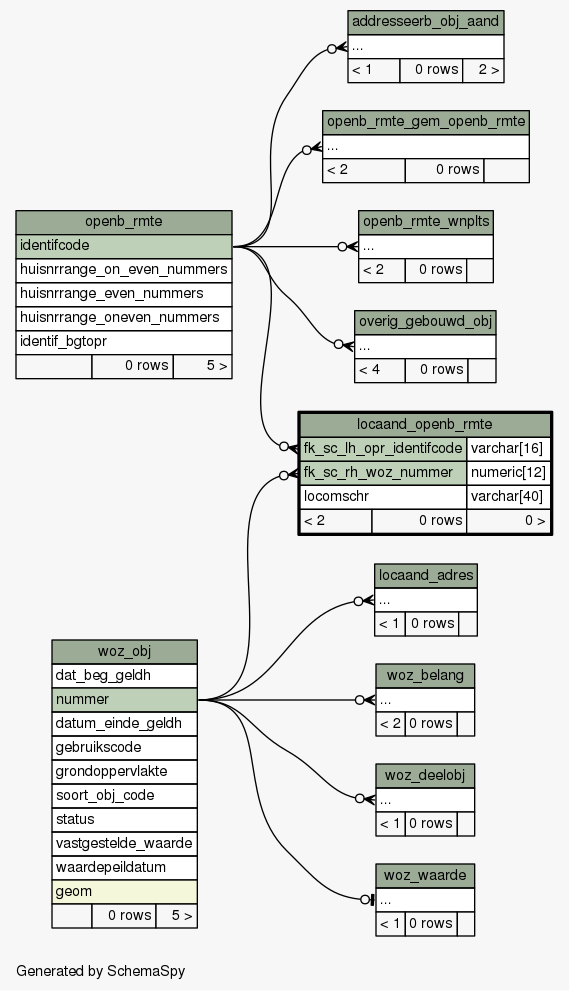 addresseerb_obj_aand
...
< 1 0 rows 2 >
openb_rmte_gem_openb_rmte
...
< 2 0 rows
openb_rmte_wnplts
...
< 2 0 rows
overig_gebouwd_obj
...
< 4 0 rows
openb_rmte
identifcode
huisnrrange_on_even_nummers
huisnrrange_even_nummers
huisnrrange_oneven_nummers
identif_bgtopr
0 rows 5 >
locaand_openb_rmte
fk_sc_lh_opr_identifcode varchar[16]
fk_sc_rh_woz_nummer numeric[12]
locomschr varchar[40]
< 2 0 rows 0 >
locaand_adres
...
< 1 0 rows
woz_belang
...
< 2 0 rows
woz_deelobj
...
< 1 0 rows
woz_waarde
...
< 1 0 rows
woz_obj
dat_beg_geldh
nummer
datum_einde_geldh
gebruikscode
grondoppervlakte
soort_obj_code
status
vastgestelde_waarde
waardepeildatum
geom
0 rows 5 >
Generated by SchemaSpy